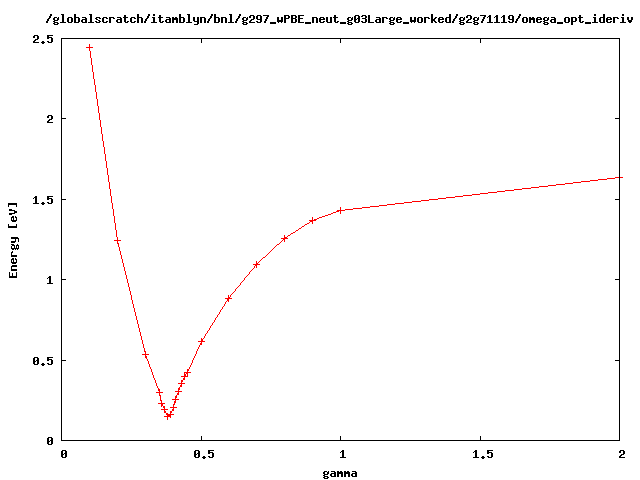 /globalscratch/itamblyn/bnl/g297_wPBE_neut_g03Large_worked/g2g71119/omega_opt_ideriv
2.5
2
1.5
1
0.5
0
Energy [eV]
0 0.5 1 1.5 2
gamma